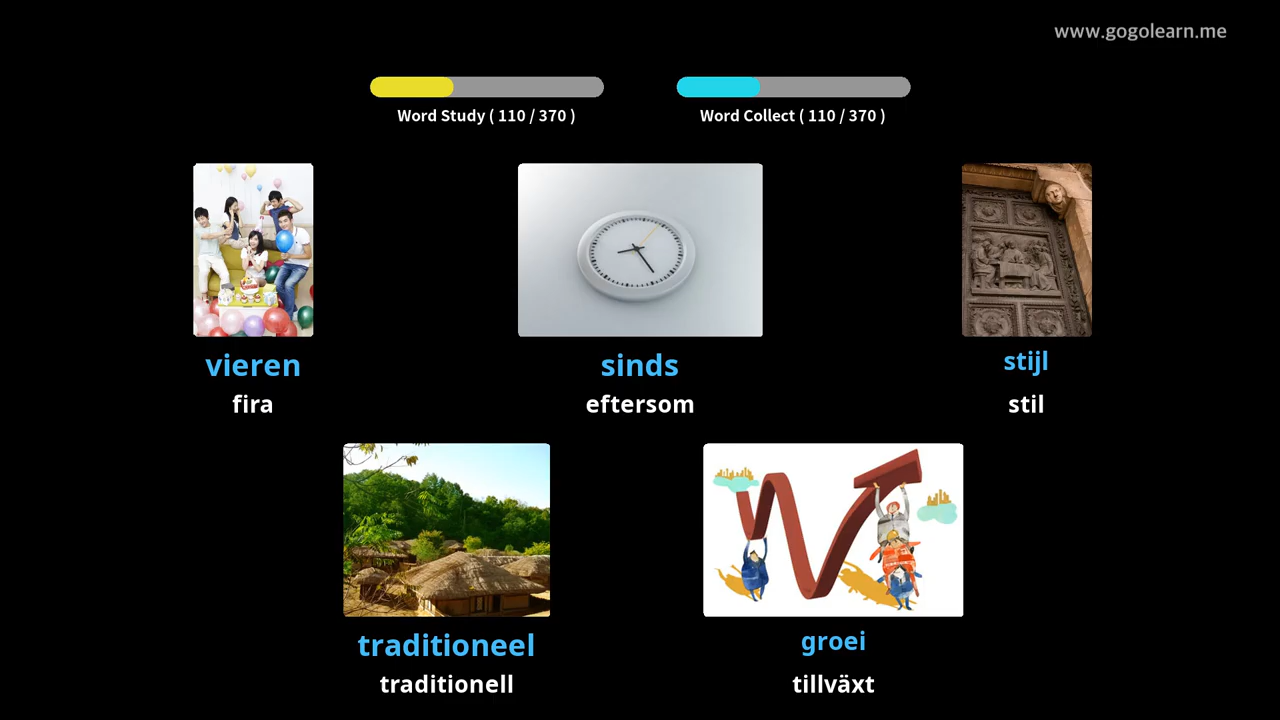 www.gogolearn.me
Word Study ( 110 / 370 )
Word Collect ( 110 / 370 )
vieren
fira
sinds
eftersom
stijl
stil
traditioneel
traditionell
groei
tillväxt